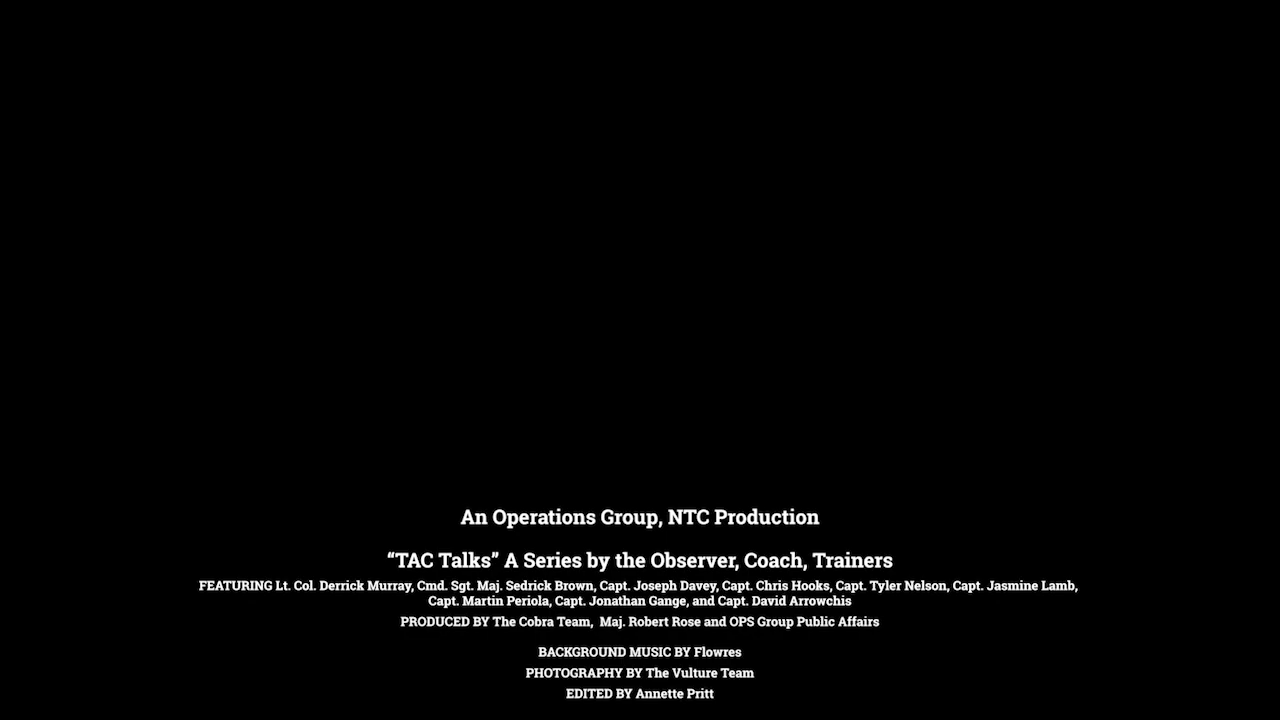 An Operations Group, NTC Production
“TAC Talks” A Series by the Observer, Coach, Trainers
FEATURING Lt. Col. Derrick Murray, Cmd. Sgt. Maj. Sedrick Brown, Capt. Joseph Davey, Capt. Chris Hooks, Capt. Tyler Nelson, Capt. Jasmine Lamb,
Capt. Martin Periola, Capt. Jonathan Gange, and Capt. David Arrowchis
PRODUCED BY The Cobra Team,  Maj. Robert Rose and OPS Group Public Affairs
BACKGROUND MUSIC BY Flowres
PHOTOGRAPHY BY The Vulture Team
EDITED BY Annette Pritt